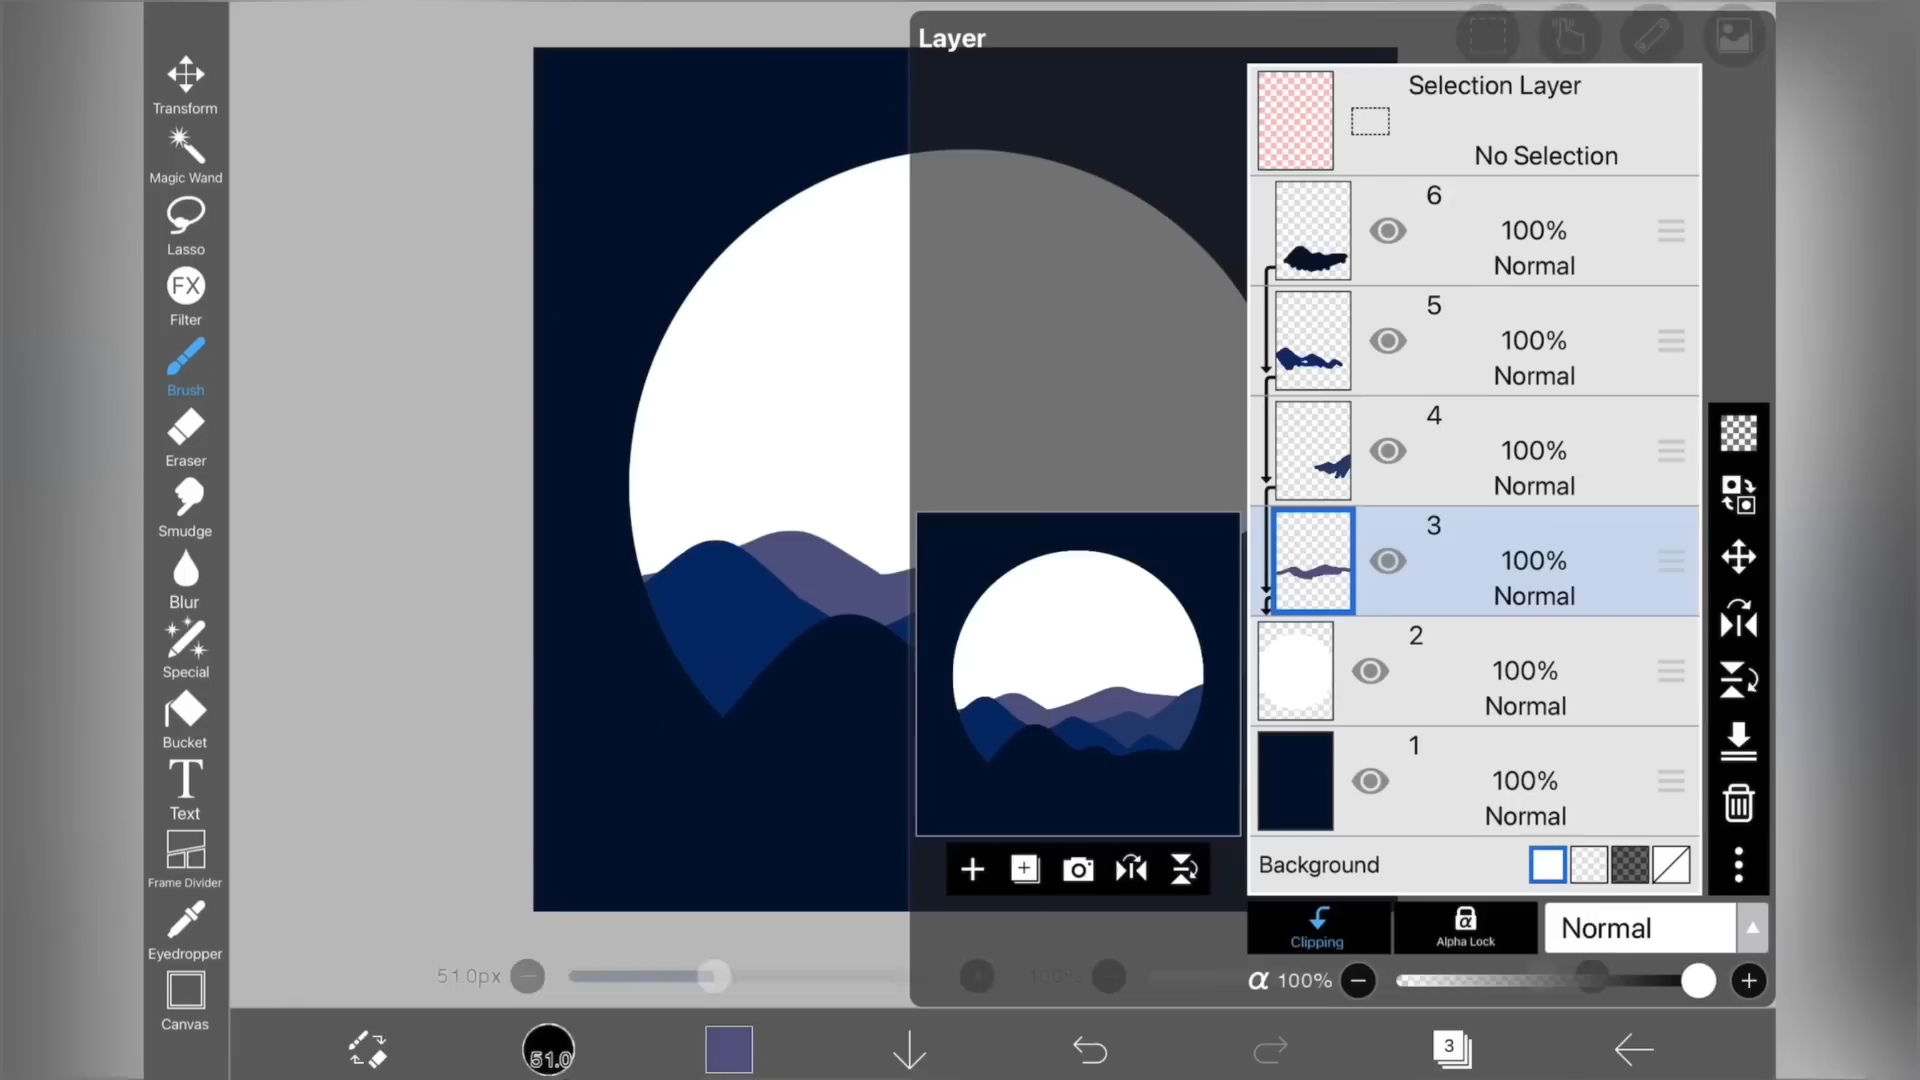 Transform
Magic Wand
Lasso
FX
Filter
Brush
Eraser
Smudge
Blur
Special
Bucket
T
Text
Frame Divider
Eyedropper
Canvas
Layer
Selection Layer
No Selection
6
100%
Normal
5
100%
Normal
4
100%
Normal
3
100%
Normal
2
100%
Normal
1
100%
Normal
Background
Clipping
α
Alpha Lock
Normal
51.0px
100%
α 100%
51.0
3